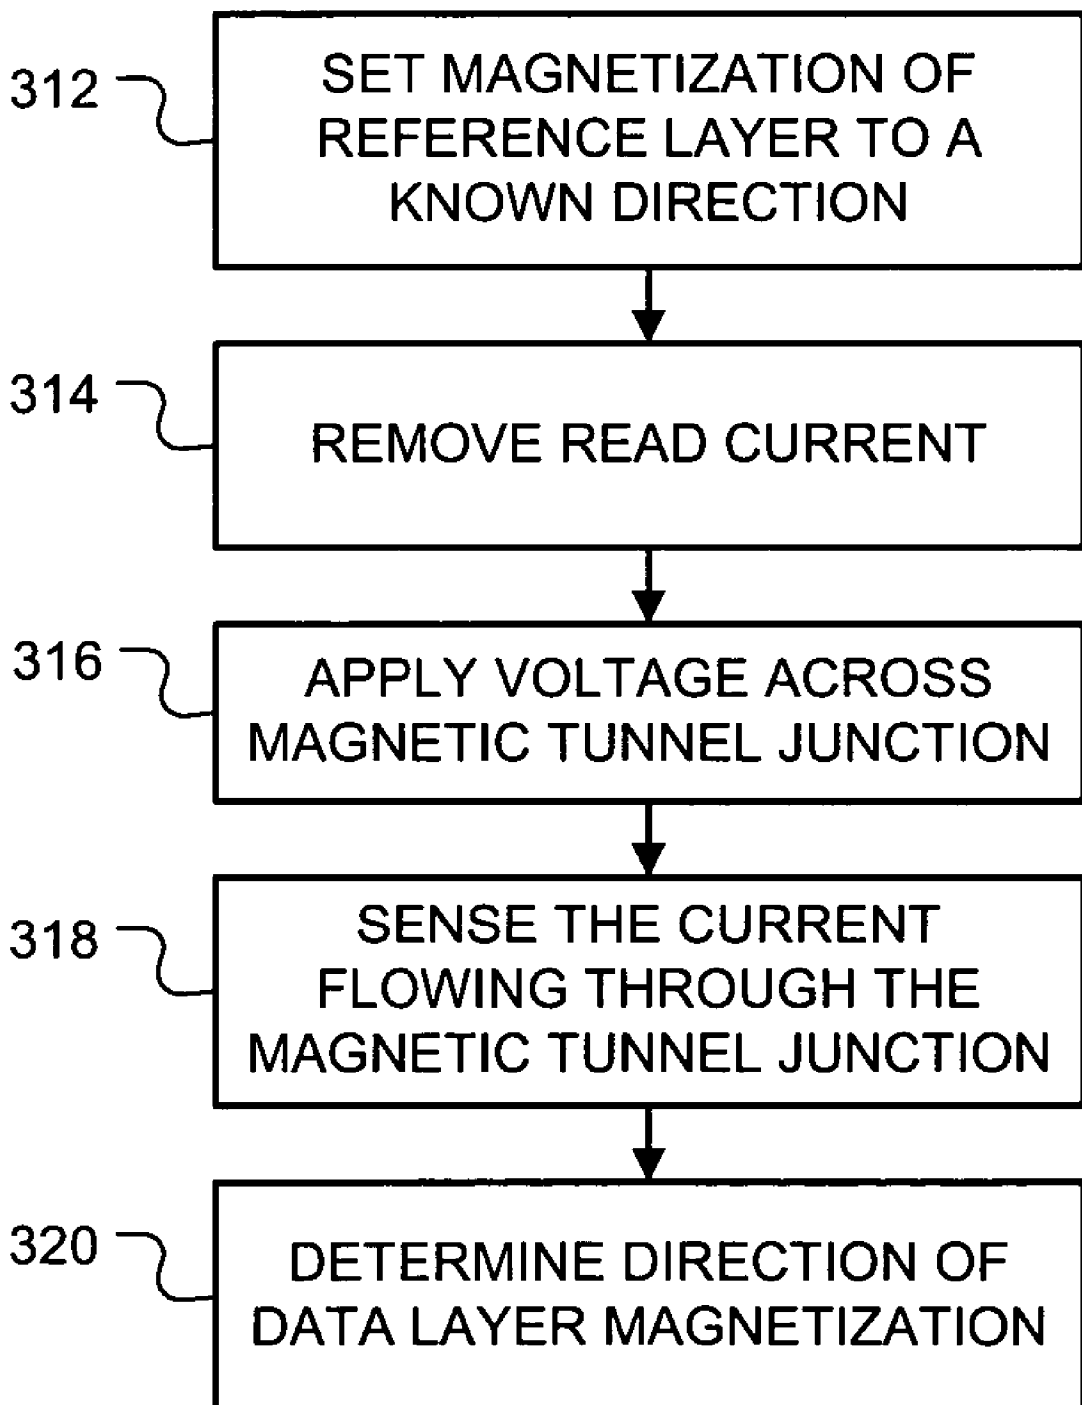 312
SET MAGNETIZATION OF
REFERENCE LAYER TO A
KNOWN DIRECTION
314
REMOVE READ CURRENT
316
APPLY VOLTAGE ACROSS
MAGNETIC TUNNEL JUNCTION
318
SENSE THE CURRENT
FLOWING THROUGH THE
MAGNETIC TUNNEL JUNCTION
320
DETERMINE DIRECTION OF
DATA LAYER MAGNETIZATION